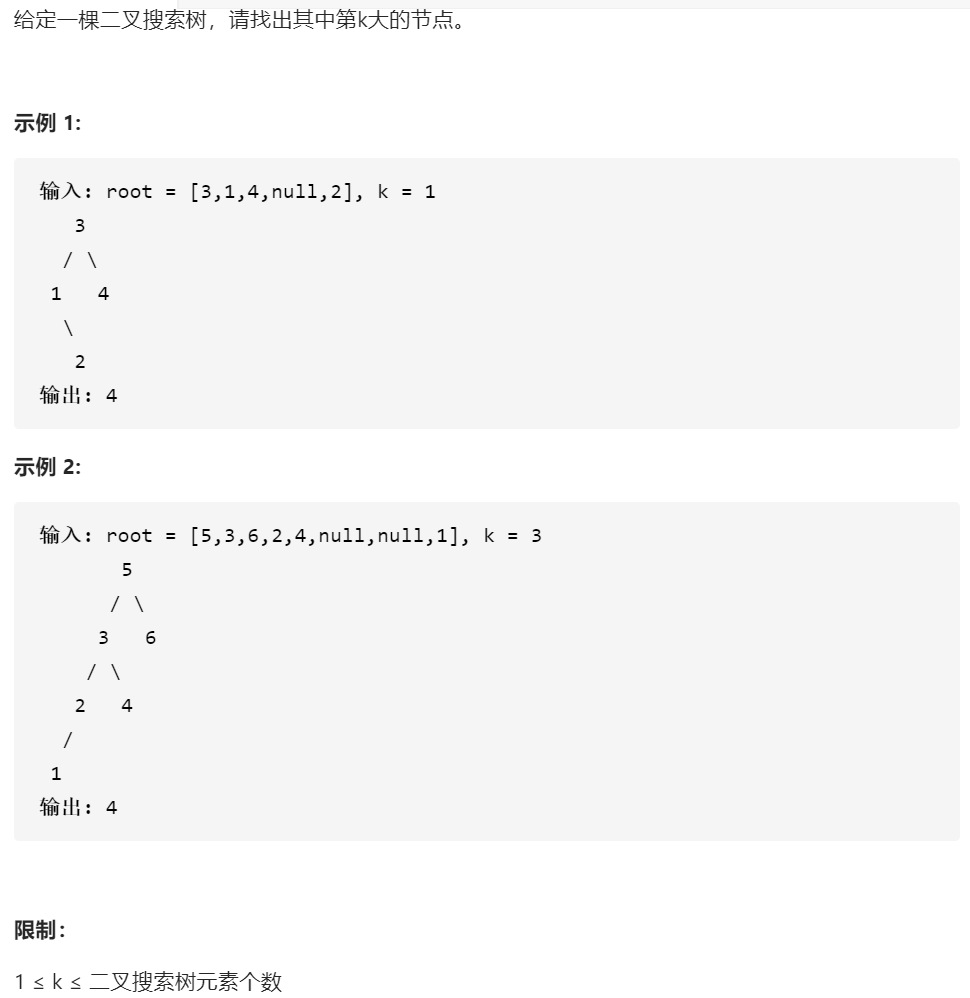 给定一棵二叉搜索树，请找出其中第k大的节点。
示例 1:
输入: root = [3,1,4,null,2], k = 1
   3
  / \
 1   4
  \
   2
输出: 4
示例 2:
输入: root = [5,3,6,2,4,null,null,1], k = 3
       5
      / \
     3   6
    / \
   2   4
  /
 1
输出: 4
限制：
1 ≤ k ≤ 二叉搜索树元素个数